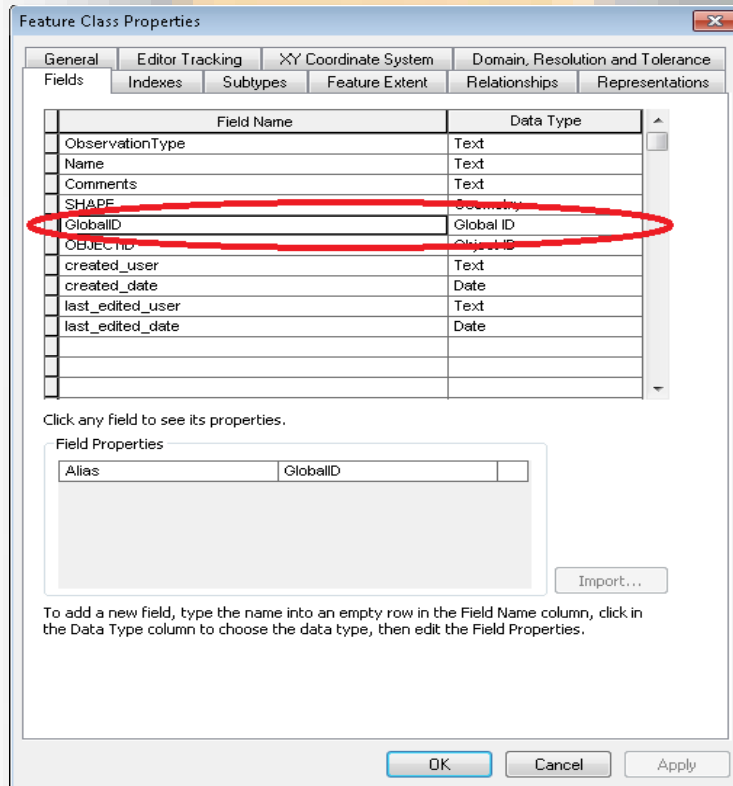 Feature Class Properties
General Editor Tracking XY Coordinate System Domain, Resolution and Tolerance
Fields Indexes Subtypes Feature Extent Relationships Representations
Field Name Data Type
ObservationType Text
Name Text
Comments Text
SHAPE Geometry
GlobalID Global ID
OBJECTID Object ID
created_user Text
created_date Date
last_edited_user Text
last_edited_date Date
Click any field to see its properties.
Field Properties
Alias GlobalID
Import...
To add a new field, type the name into an empty row in the Field Name column, click in
the Data Type column to choose the data type, then edit the Field Properties.
OK Cancel Apply